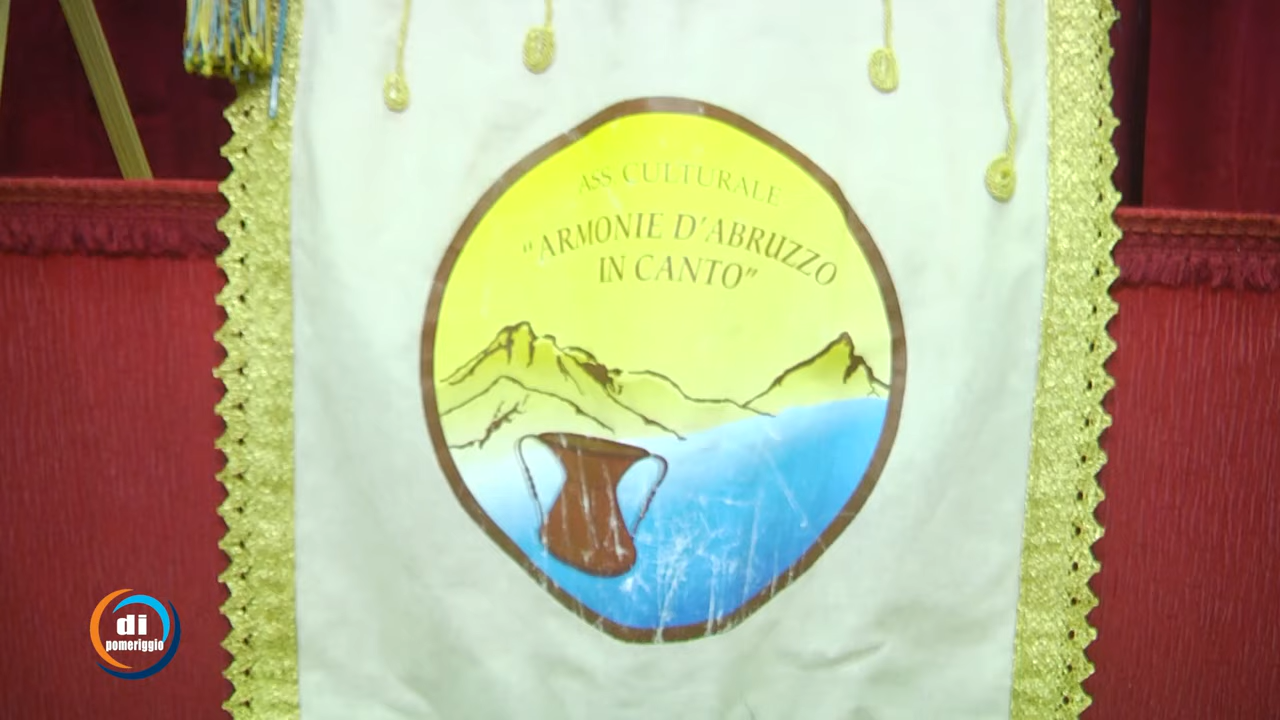 ASS CULTURALE
"ARMONIE D'ABRUZZO
IN CANTO"
di
pomeriggio